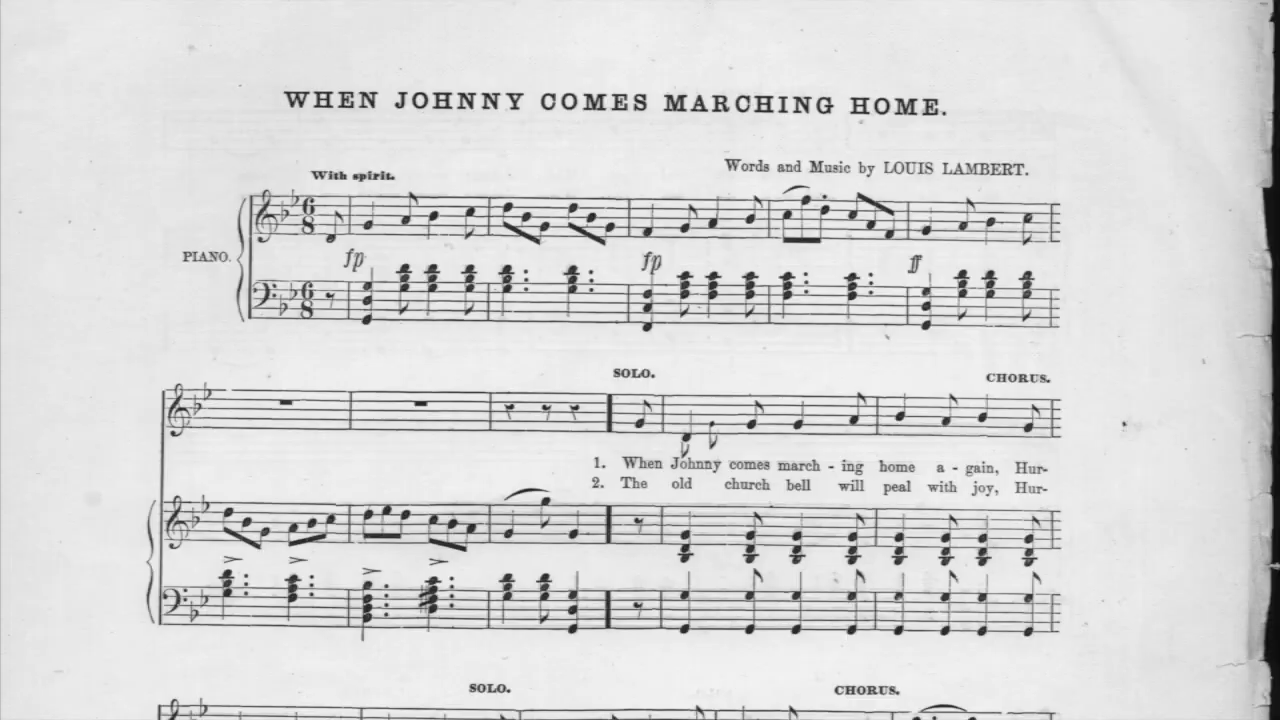 WHEN JOHNNY COMES MARCHING HOME.
Words and Music by LOUIS LAMBERT.
With spirit.
PIANO.
fp fp ff
SOLO. CHORUS.
1. When Johnny comes march - ing home a - gain, Hur-
2. The old church bell will peal with joy, Hur-
SOLO. CHORUS.